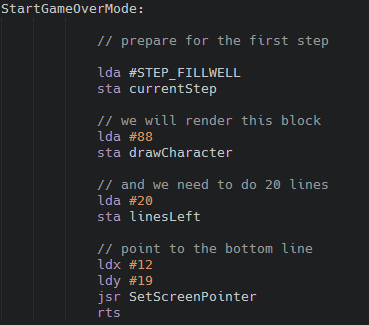 StartGameOverMode:
// prepare for the first step
lda #STEP_FILLWELL
sta currentStep
// we will render this block
lda #88
sta drawCharacter
// and we need to do 20 lines
lda #20
sta linesLeft
// point to the bottom line
ldx #12
ldy #19
jsr SetScreenPointer
rts